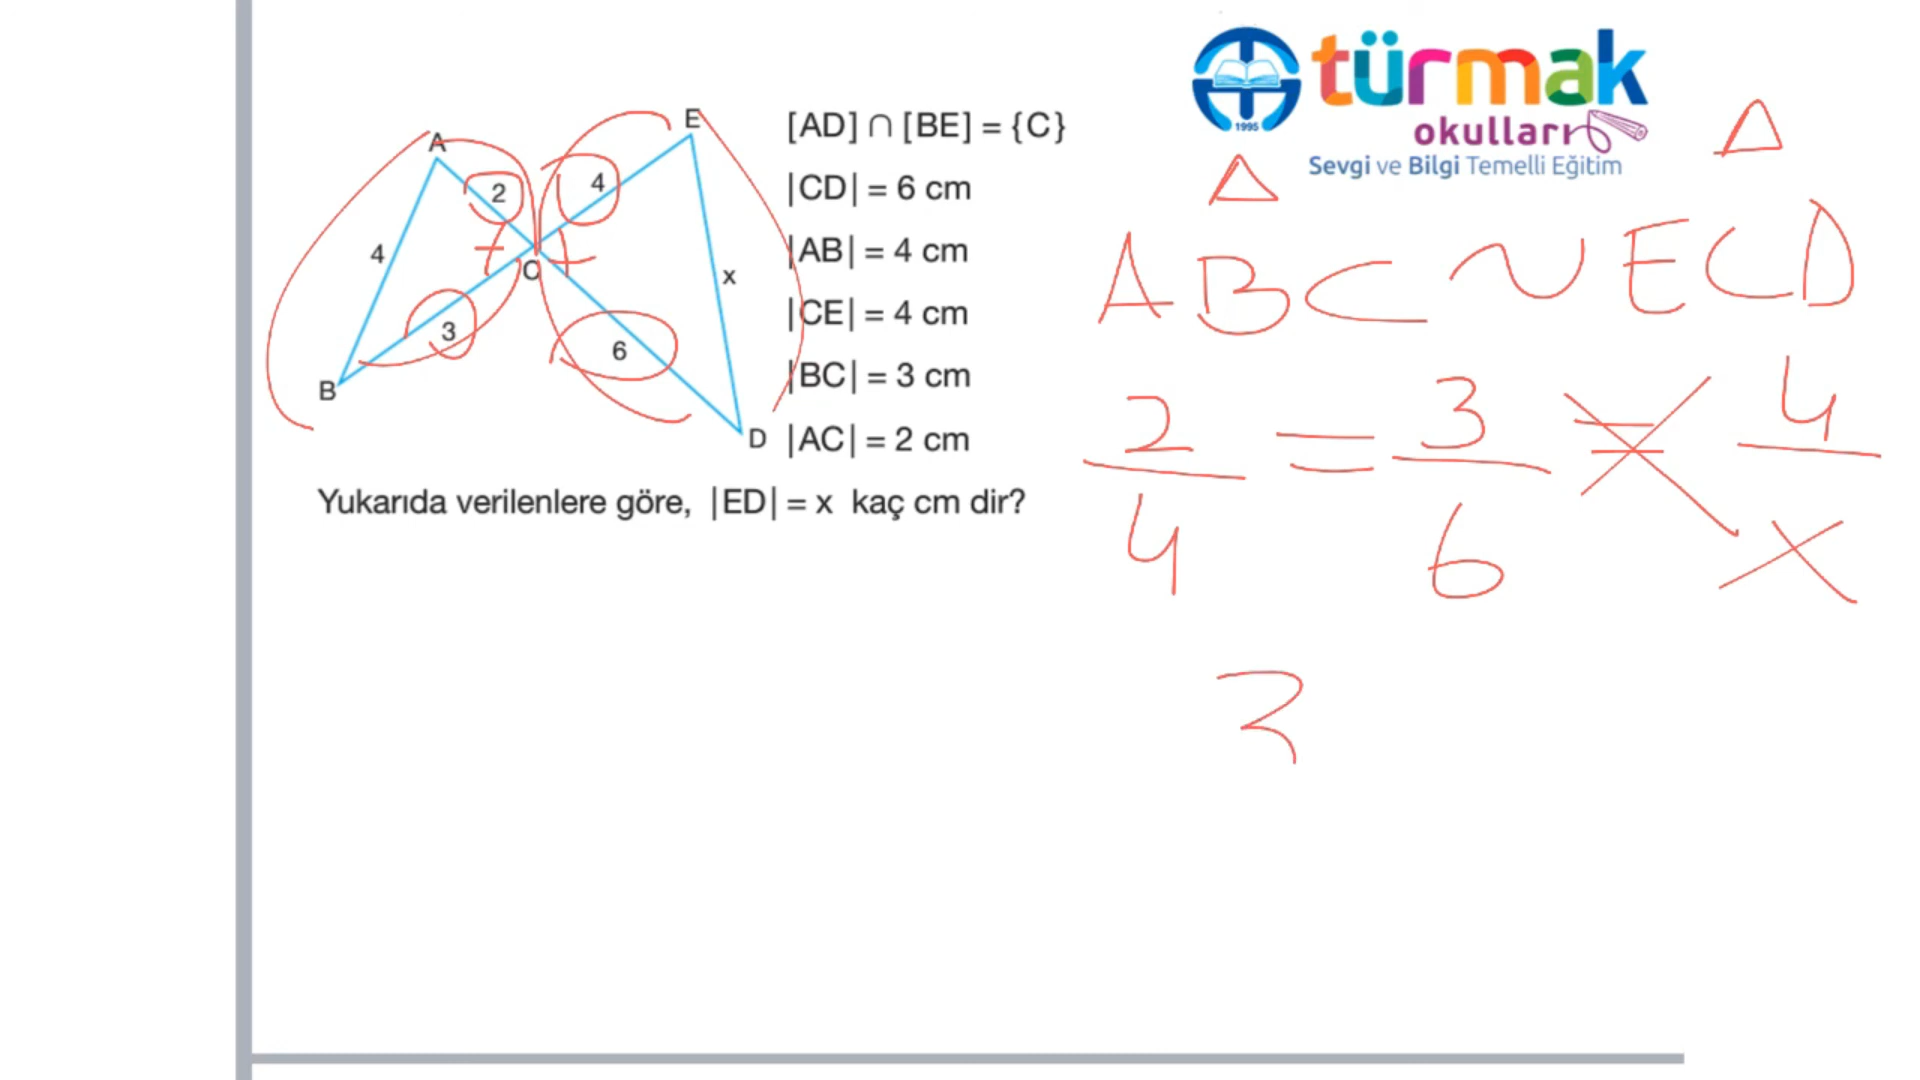 türmak
okulları
1995
Sevgi ve Bilgi Temelli Eğitim
A
E
2
4
4
C
x
3
6
B
D
[AD] ∩ [BE] = {C}
|CD| = 6 cm
|AB| = 4 cm
|CE| = 4 cm
|BC| = 3 cm
|AC| = 2 cm
Yukarıda verilenlere göre, |ED| = x kaç cm dir?
Δ Δ
ABC ~ ECD
2 = 3 = 4
4 6 x